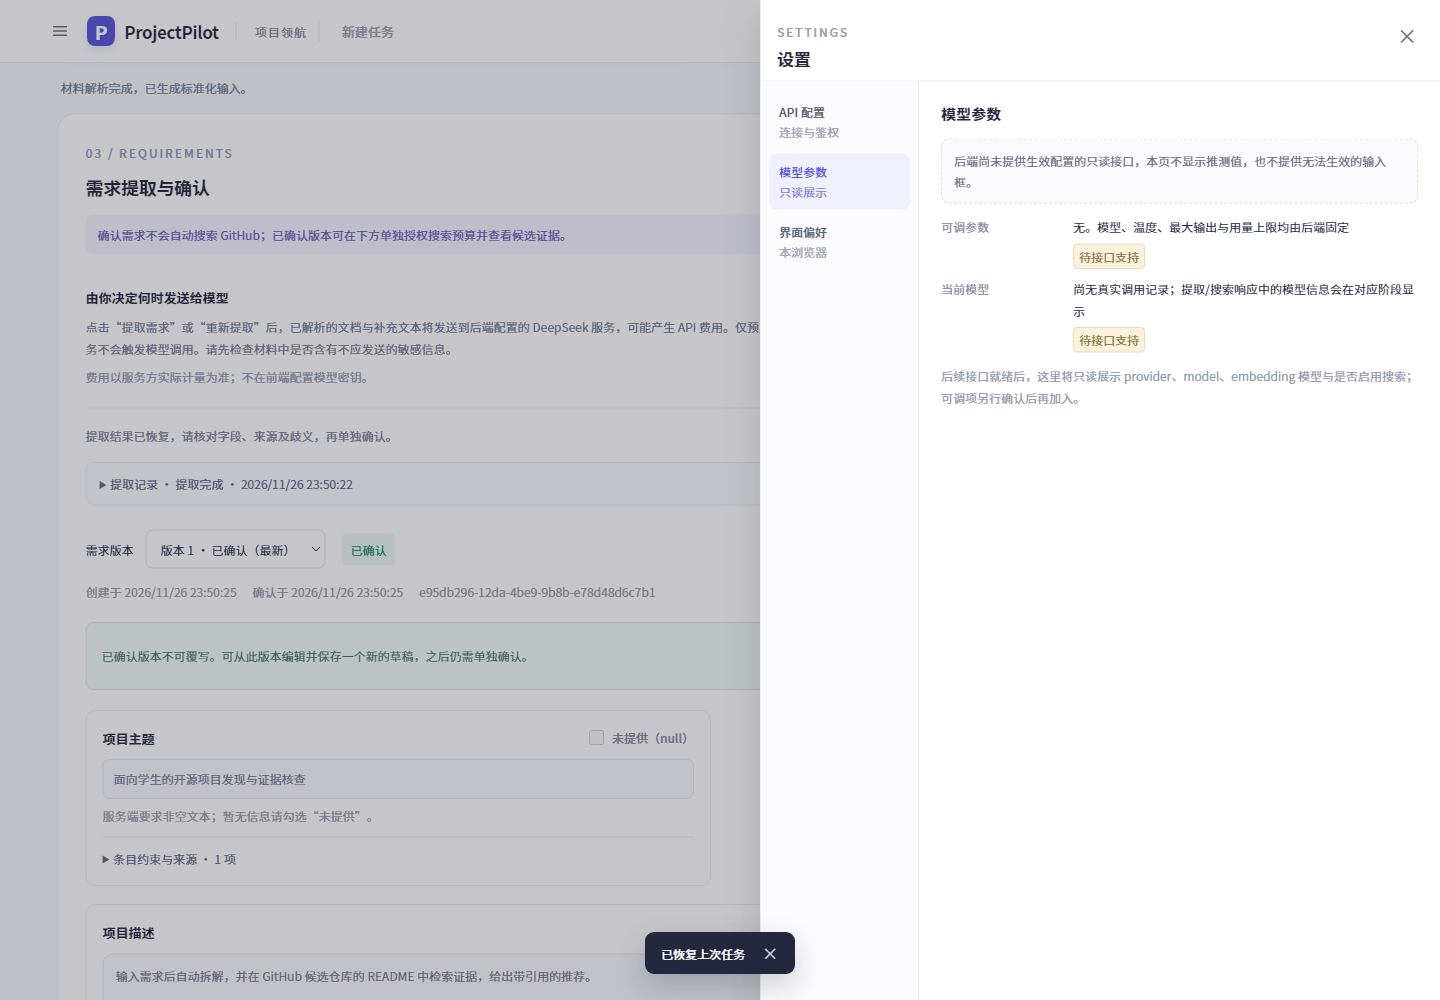 ProjectPilot
项目领航
新建任务
材料解析完成，已生成标准化输入。
03 / REQUIREMENTS
需求提取与确认
确认需求不会自动搜索 GitHub；已确认版本可在下方单独授权搜索预算并查看候选证据。
由你决定何时发送给模型
点击“提取需求”或“重新提取”后，已解析的文档与补充文本将发送到后端配置的 DeepSeek 服务，可能产生 API 费用。仅预
务不会触发模型调用。请先检查材料中是否含有不应发送的敏感信息。
费用以服务方实际计量为准；不在前端配置模型密钥。
提取结果已恢复，请核对字段、来源及歧义，再单独确认。
提取记录 · 提取完成 · 2026/11/26 23:50:22
需求版本
版本 1 · 已确认（最新）
已确认
创建于 2026/11/26 23:50:25
确认于 2026/11/26 23:50:25
e95db296-12da-4be9-9b8b-e78d48d6c7b1
已确认版本不可覆写。可从此版本编辑并保存一个新的草稿，之后仍需单独确认。
项目主题
未提供（null）
面向学生的开源项目发现与证据核查
服务端要求非空文本；暂无信息请勾选“未提供”。
条目约束与来源 · 1 项
项目描述
输入需求后自动拆解，并在 GitHub 候选仓库的 README 中检索证据，给出带引用的推荐。
已恢复上次任务
SETTINGS
设置
API 配置
连接与鉴权
模型参数
只读展示
界面偏好
本浏览器
模型参数
后端尚未提供生效配置的只读接口，本页不显示推测值，也不提供无法生效的输入
框。
可调参数
无。模型、温度、最大输出与用量上限均由后端固定
待接口支持
当前模型
尚无真实调用记录；提取/搜索响应中的模型信息会在对应阶段显
示
待接口支持
后续接口就绪后，这里将只读展示 provider、model、embedding 模型与是否启用搜索；
可调项另行确认后再加入。